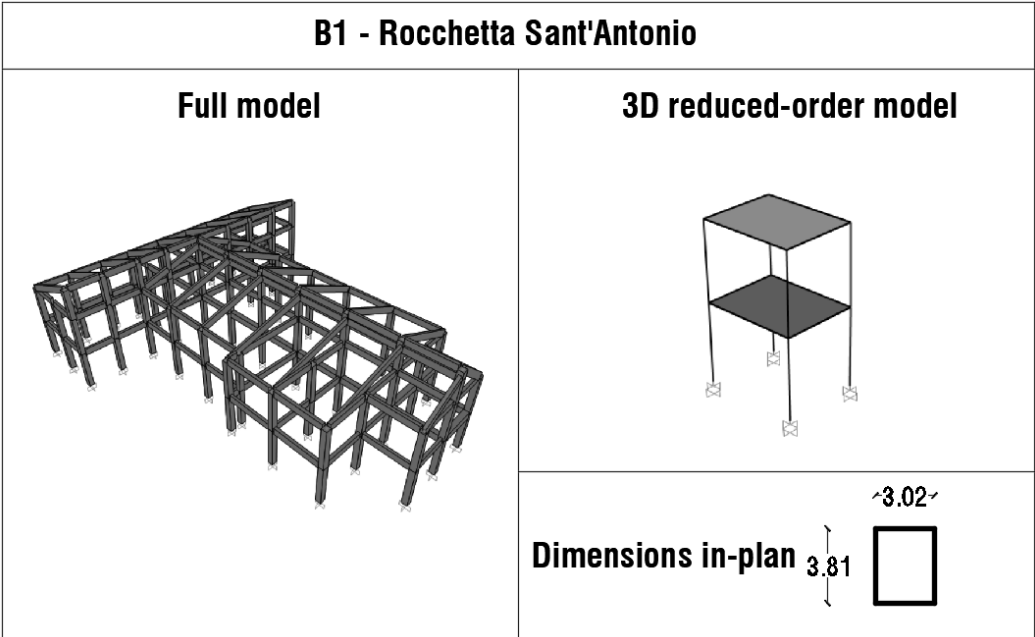 B1 - Rocchetta Sant'Antonio
Full model
3D reduced-order model
3.02
Dimensions in-plan
3.81